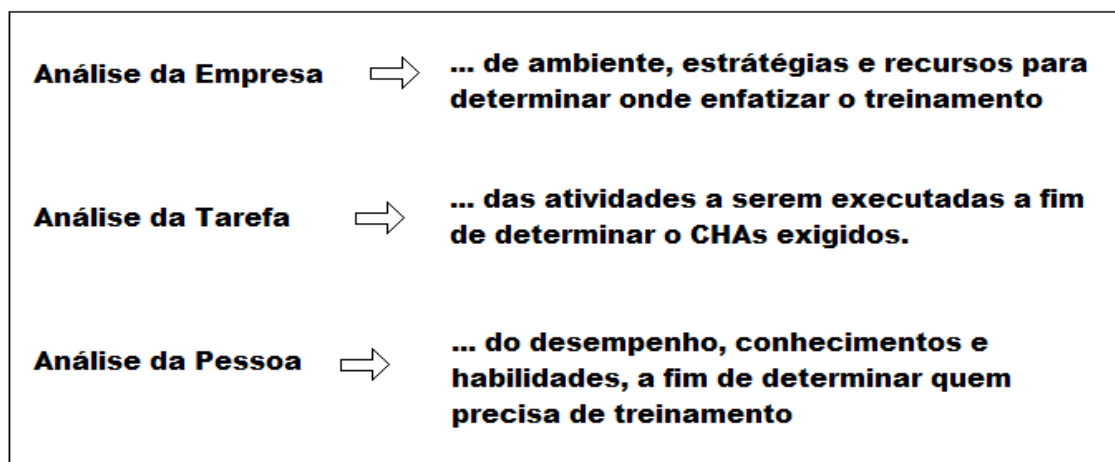 Análise da Empresa
... de ambiente, estrátégias e recursos para
determinar onde enfatizar o treinamento
Análise da Tarefa
... das atividades a serem executadas a fim
de determinar o CHAs exigidos.
Análise da Pessoa
... do desempenho, conhecimentos e
habilidades, a fim de determinar quem
precisa de treinamento